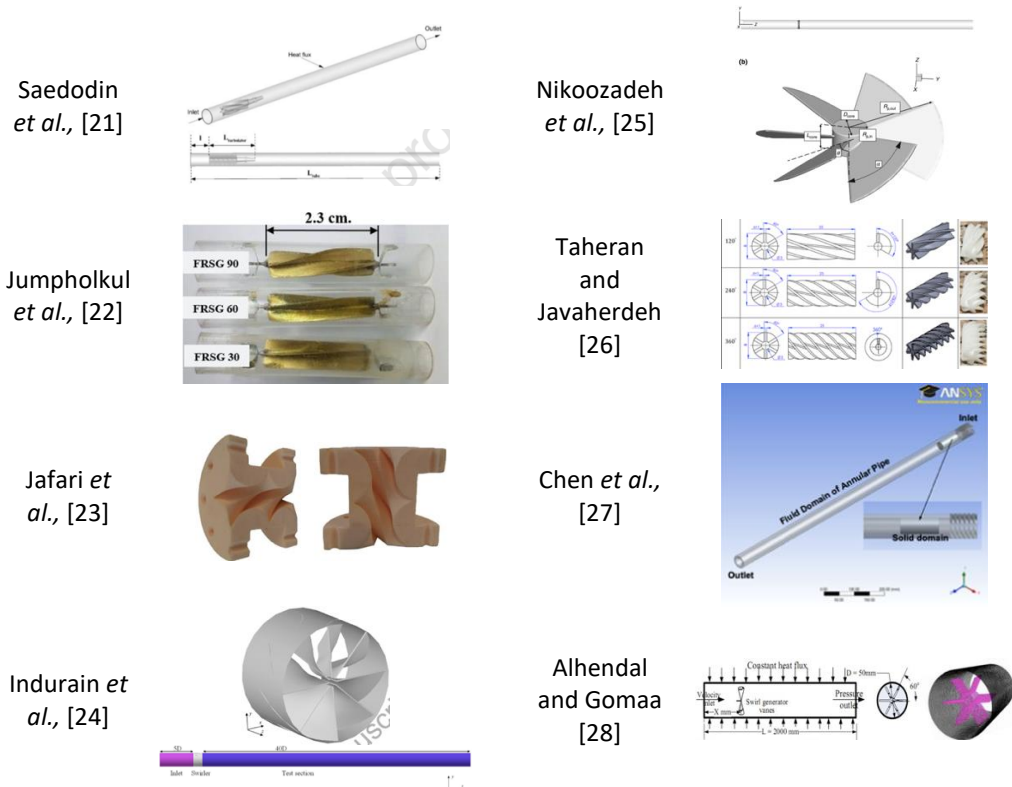 Saedodin
et al., [21]
Outlet
Heat flux
Inlet
Jumpholkul
et al., [22]
2.3 cm.
FRSG 90
FRSG 60
FRSG 30
Jafari et
al., [23]
Indurain et
al., [24]
5D
40D
Inlet
Swirler
Test section
Nikoozadeh
et al., [25]
Y
Z
(b)
Z
Y
X
Taheran
and
Javaherdeh
[26]
120°
240°
360°
360°
Chen et al.,
[27]
ANSYS
Inlet
Fluid Domain of Annular Pipe
Solid domain
Outlet
Alhendal
and Gomaa
[28]
Constant heat flux
D = 50mm
60°
Velocity
inlet
Pressure
outlet
Swirl generator
vanes
X mm
L = 2000 mm